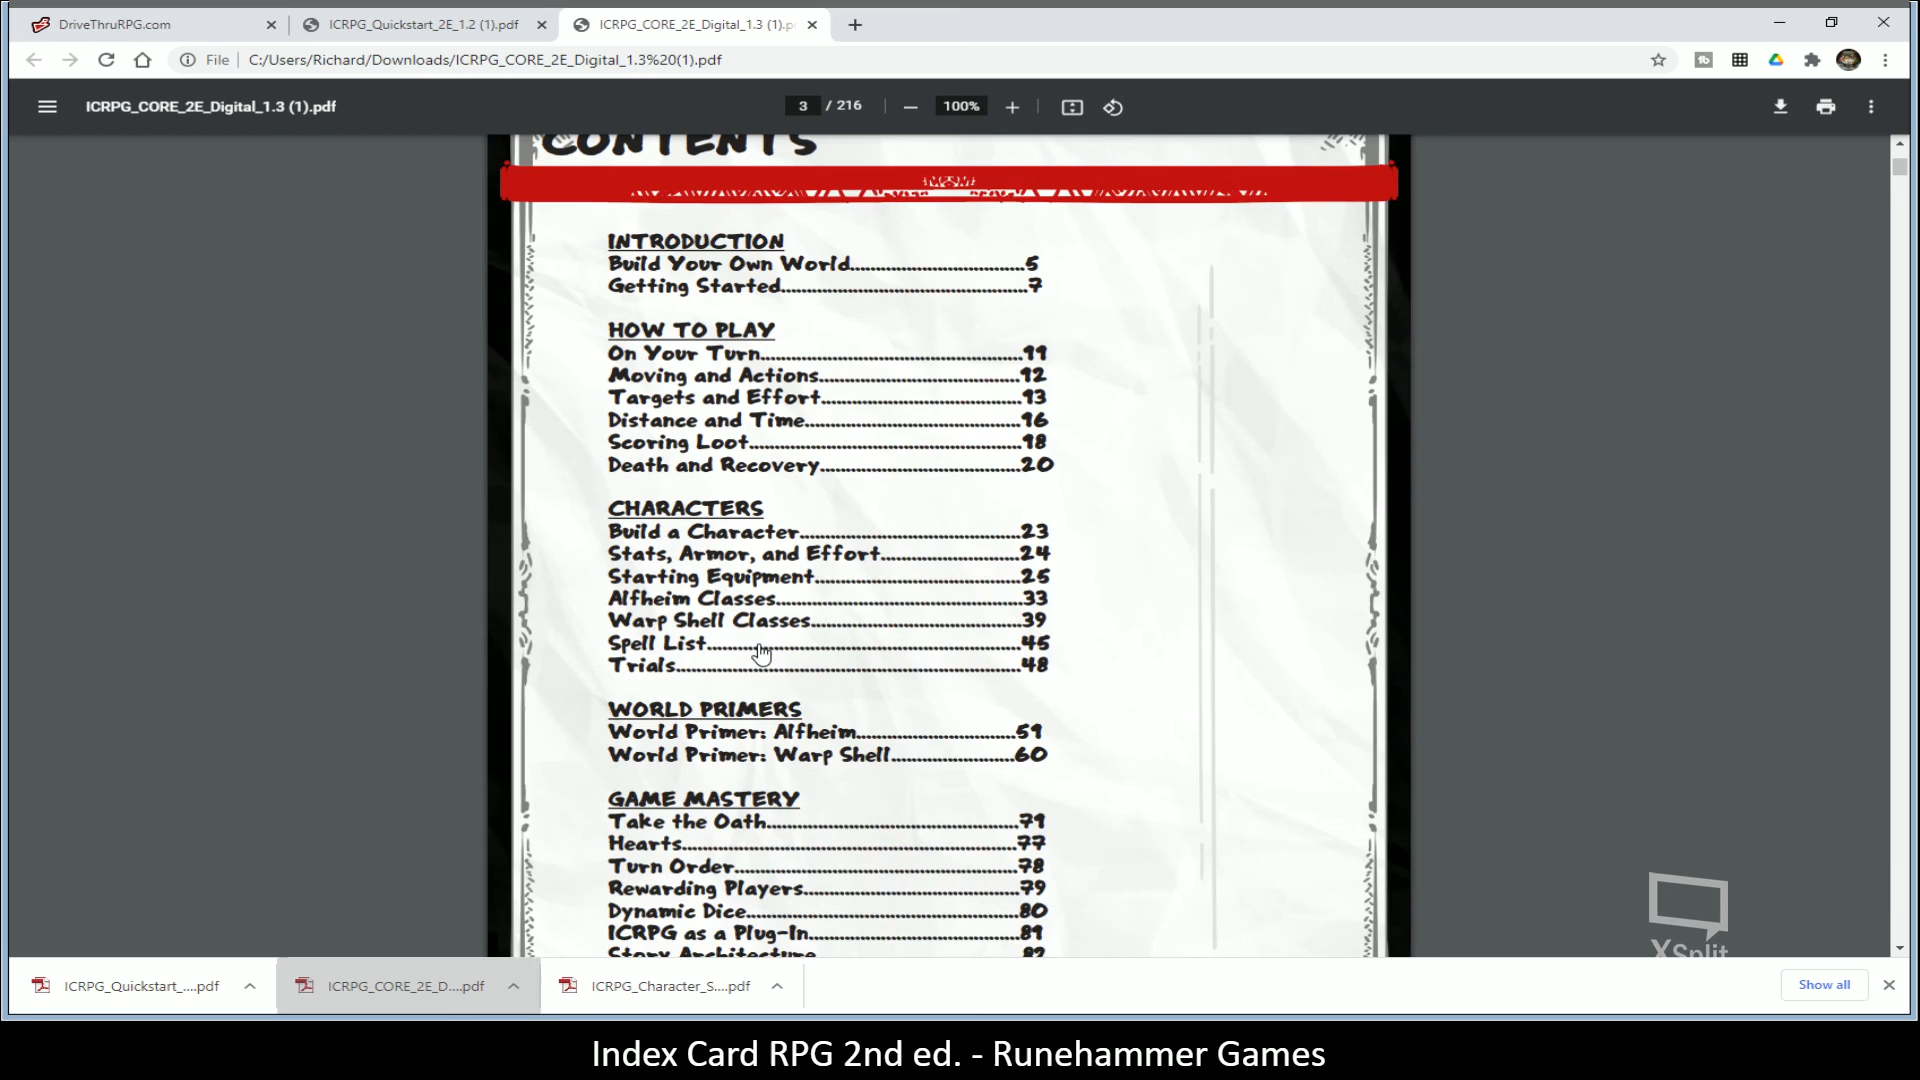 DriveThruRPG.com
ICRPG_Quickstart_2E_1.2 (1).pdf
ICRPG_CORE_2E_Digital_1.3 (1).p
File
C:/Users/Richard/Downloads/ICRPG_CORE_2E_Digital_1.3%20(1).pdf
ICRPG_CORE_2E_Digital_1.3 (1).pdf
3 / 216
100%
CONTENTS
INTRODUCTION
Build Your Own World...............................5
Getting Started...............................7
HOW TO PLAY
On Your Turn...............................11
Moving and Actions...............................12
Targets and Effort...............................13
Distance and Time...............................16
Scoring Loot...............................18
Death and Recovery...............................20
CHARACTERS
Build a Character...............................23
Stats, Armor, and Effort...............................24
Starting Equipment...............................25
Alfheim Classes...............................33
Warp Shell Classes...............................39
Spell List...............................45
Trials...............................48
WORLD PRIMERS
World Primer: Alfheim...............................51
World Primer: Warp Shell...............................60
GAME MASTERY
Take the Oath...............................71
Hearts...............................77
Turn Order...............................78
Rewarding Players...............................79
Dynamic Dice...............................80
ICRPG as a Plug-In...............................81
Story Architecture...............................82
XSplit
ICRPG_Quickstart_....pdf
ICRPG_CORE_2E_D....pdf
ICRPG_Character_S....pdf
Show all
Index Card RPG 2nd ed. - Runehammer Games